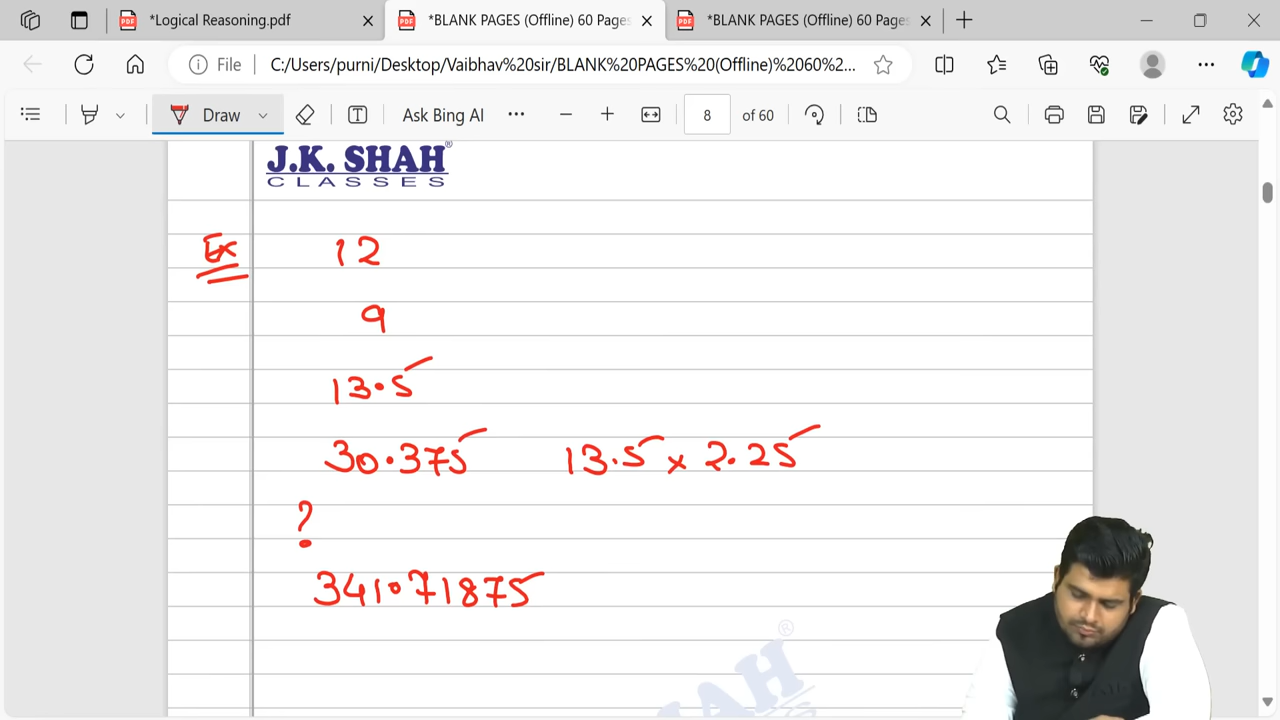 *Logical Reasoning.pdf
*BLANK PAGES (Offline) 60 Pages
*BLANK PAGES (Offline) 60 Pages
File
C:/Users/purni/Desktop/Vaibhav%20sir/BLANK%20PAGES%20(Offline)%2060%2...
Draw
Ask Bing AI
8
of 60
J.K. SHAH®
CLASSES
Ex
12
9
13.5
30.375 13.5 x 2.25
?
341.71875
SHAH®